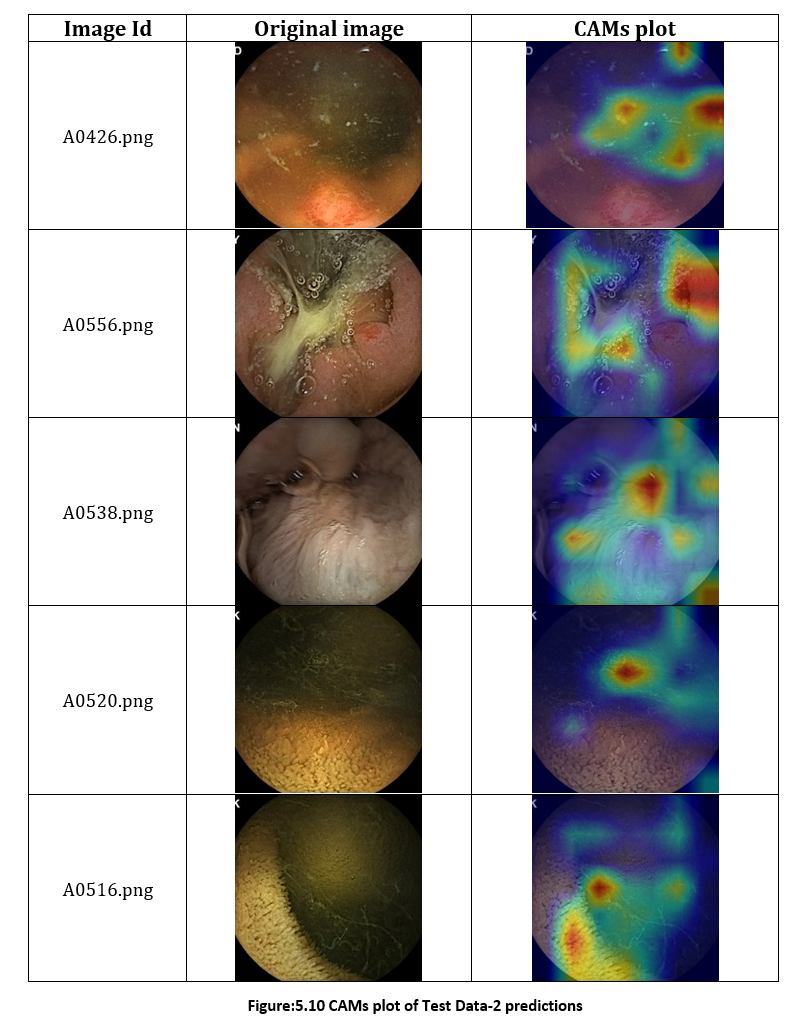 Image Id Original image CAMs plot
A0426.png
A0556.png
A0538.png
A0520.png
A0516.png
Figure:5.10 CAMs plot of Test Data-2 predictions